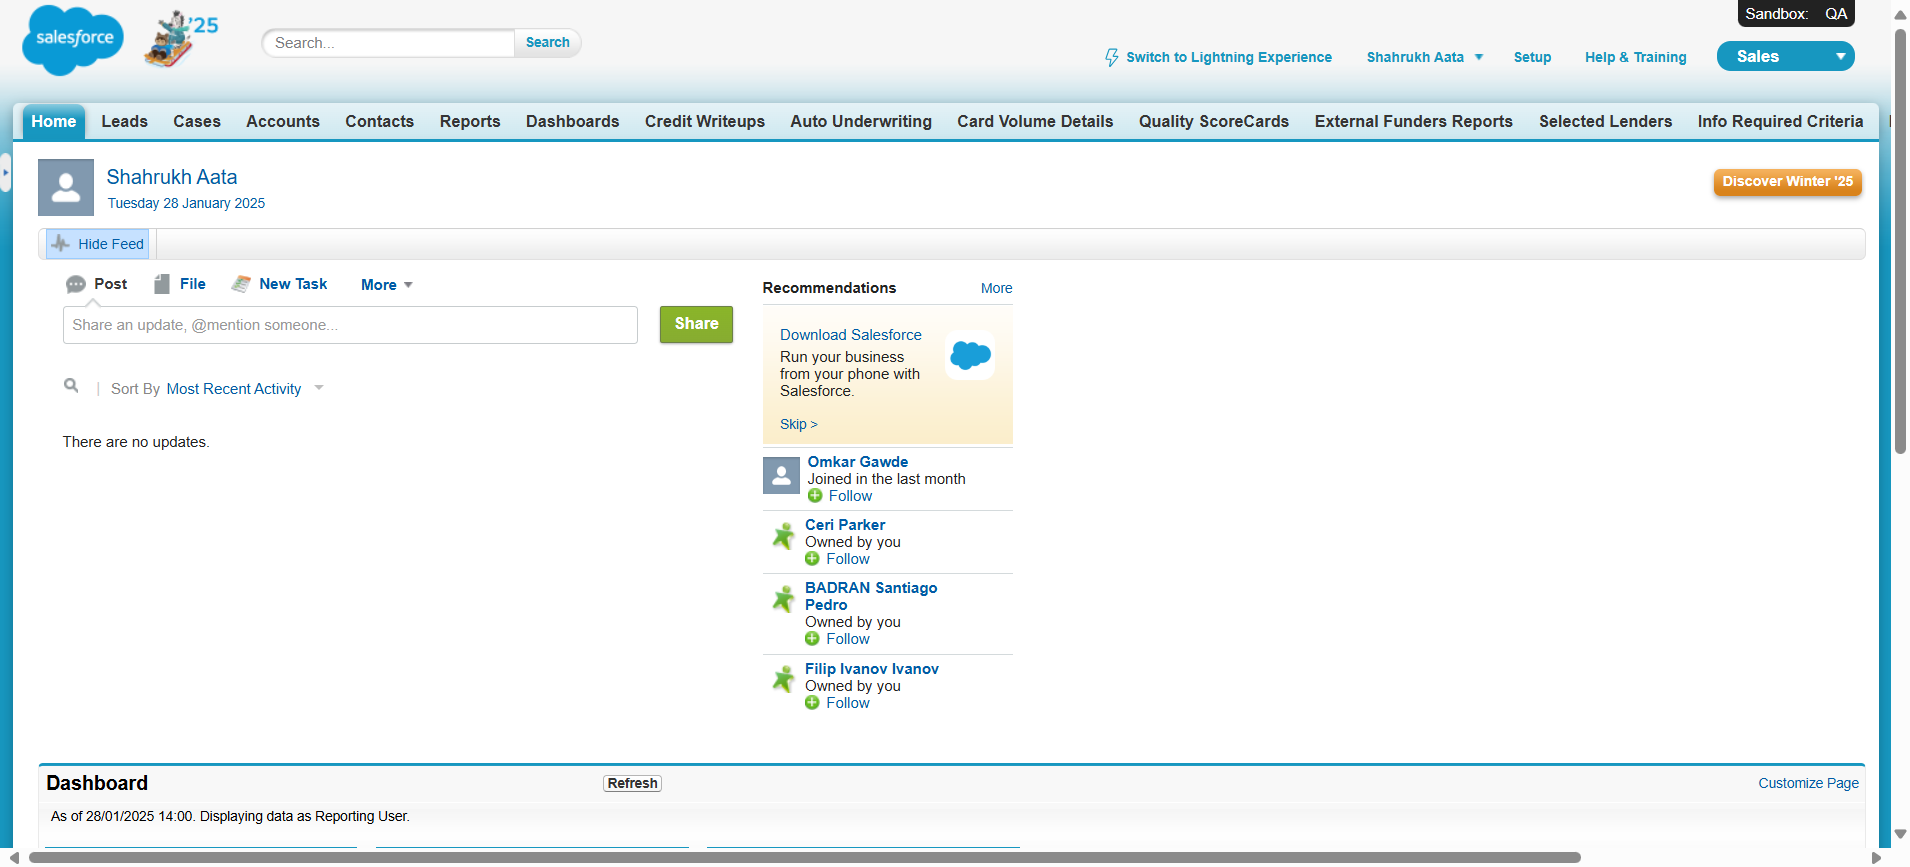 Sandbox: QA
salesforce
'25
Search...
Search
Switch to Lightning Experience
Shahrukh Aata
Setup
Help & Training
Sales
Home
Leads
Cases
Accounts
Contacts
Reports
Dashboards
Credit Writeups
Auto Underwriting
Card Volume Details
Quality ScoreCards
External Funders Reports
Selected Lenders
Info Required Criteria
Shahrukh Aata
Tuesday 28 January 2025
Discover Winter '25
Hide Feed
Post
File
New Task
More
Share an update, @mention someone...
Share
Sort By Most Recent Activity
There are no updates.
Recommendations
More
Download Salesforce
Run your business
from your phone with
Salesforce.
Skip >
Omkar Gawde
Joined in the last month
Follow
Ceri Parker
Owned by you
Follow
BADRAN Santiago
Pedro
Owned by you
Follow
Filip Ivanov Ivanov
Owned by you
Follow
Dashboard
Refresh
Customize Page
As of 28/01/2025 14:00. Displaying data as Reporting User.